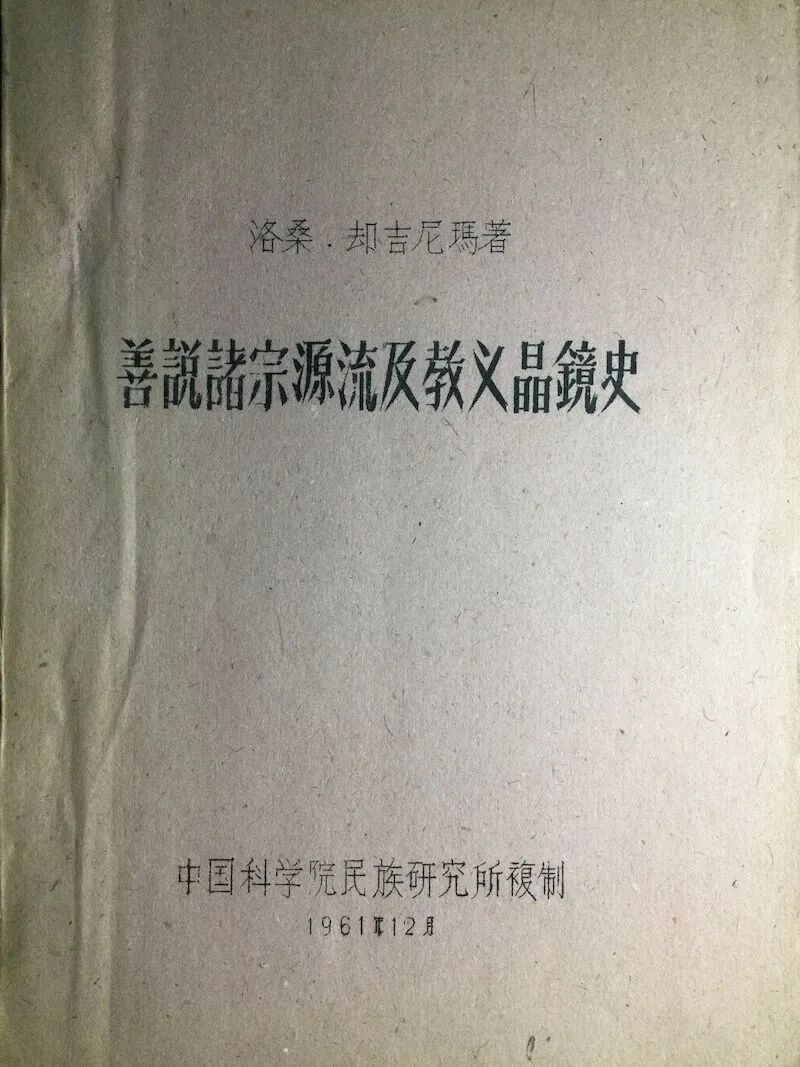 洛桑．却吉尼瑪著
善説諸宗源流及教义晶鏡史
中国科学院民族研究所複制
1961年12月